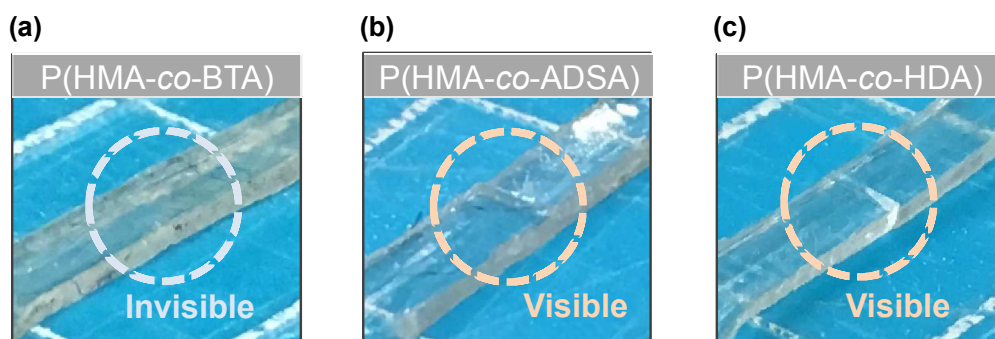 (a)
P(HMA-co-BTA)
Invisible
(b)
P(HMA-co-ADSA)
Visible
(c)
P(HMA-co-HDA)
Visible